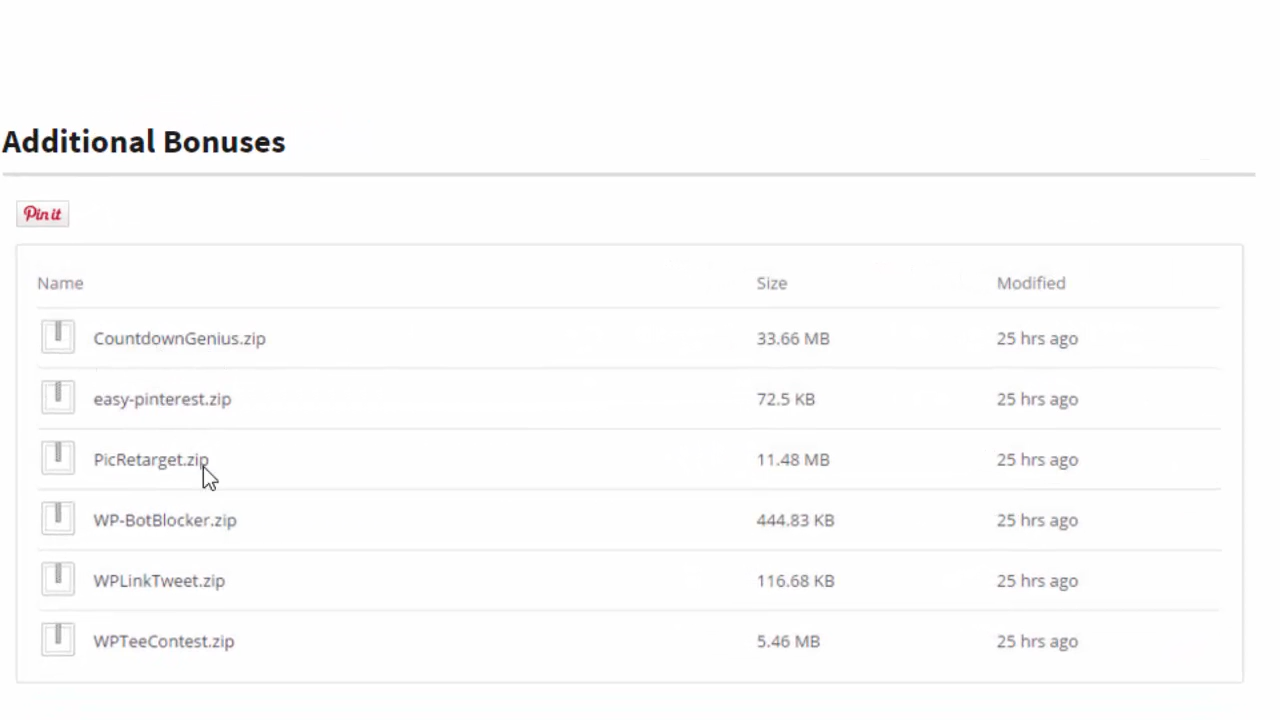 Additional Bonuses
Pin it
Name Size Modified
CountdownGenius.zip 33.66 MB 25 hrs ago
easy-pinterest.zip 72.5 KB 25 hrs ago
PicRetarget.zip 11.48 MB 25 hrs ago
WP-BotBlocker.zip 444.83 KB 25 hrs ago
WPLinkTweet.zip 116.68 KB 25 hrs ago
WPTeeContest.zip 5.46 MB 25 hrs ago